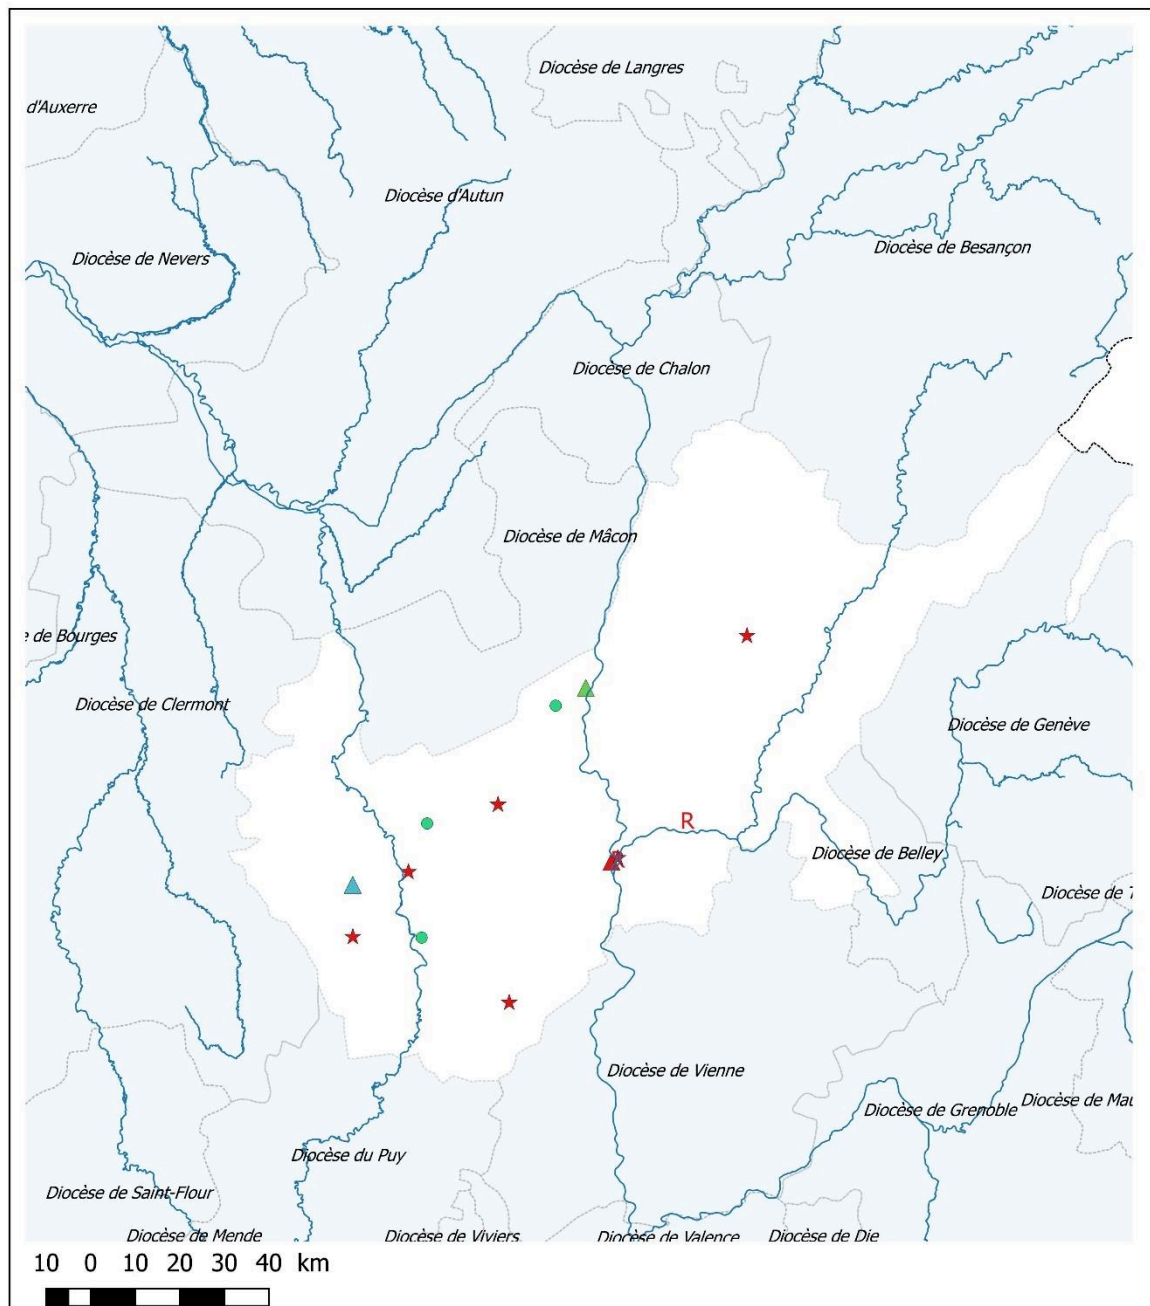 Diocèse de Langres
d'Auxerre
Diocèse d'Autun
Diocèse de Nevers
Diocèse de Besançon
Diocèse de Chalon
Diocèse de Mâcon
e de Bourges
Diocèse de Clermont
Diocèse de Genève
R
Diocèse de Belley
Diocèse de T
Diocèse de Vienne
Diocèse de Grenoble
Diocèse de Mau
Diocèse du Puy
Diocèse de Saint-Flour
Diocèse de Mende
Diocèse de Viviers
Diocèse de Valence
Diocèse de Die
10 0 10 20 30 40 km